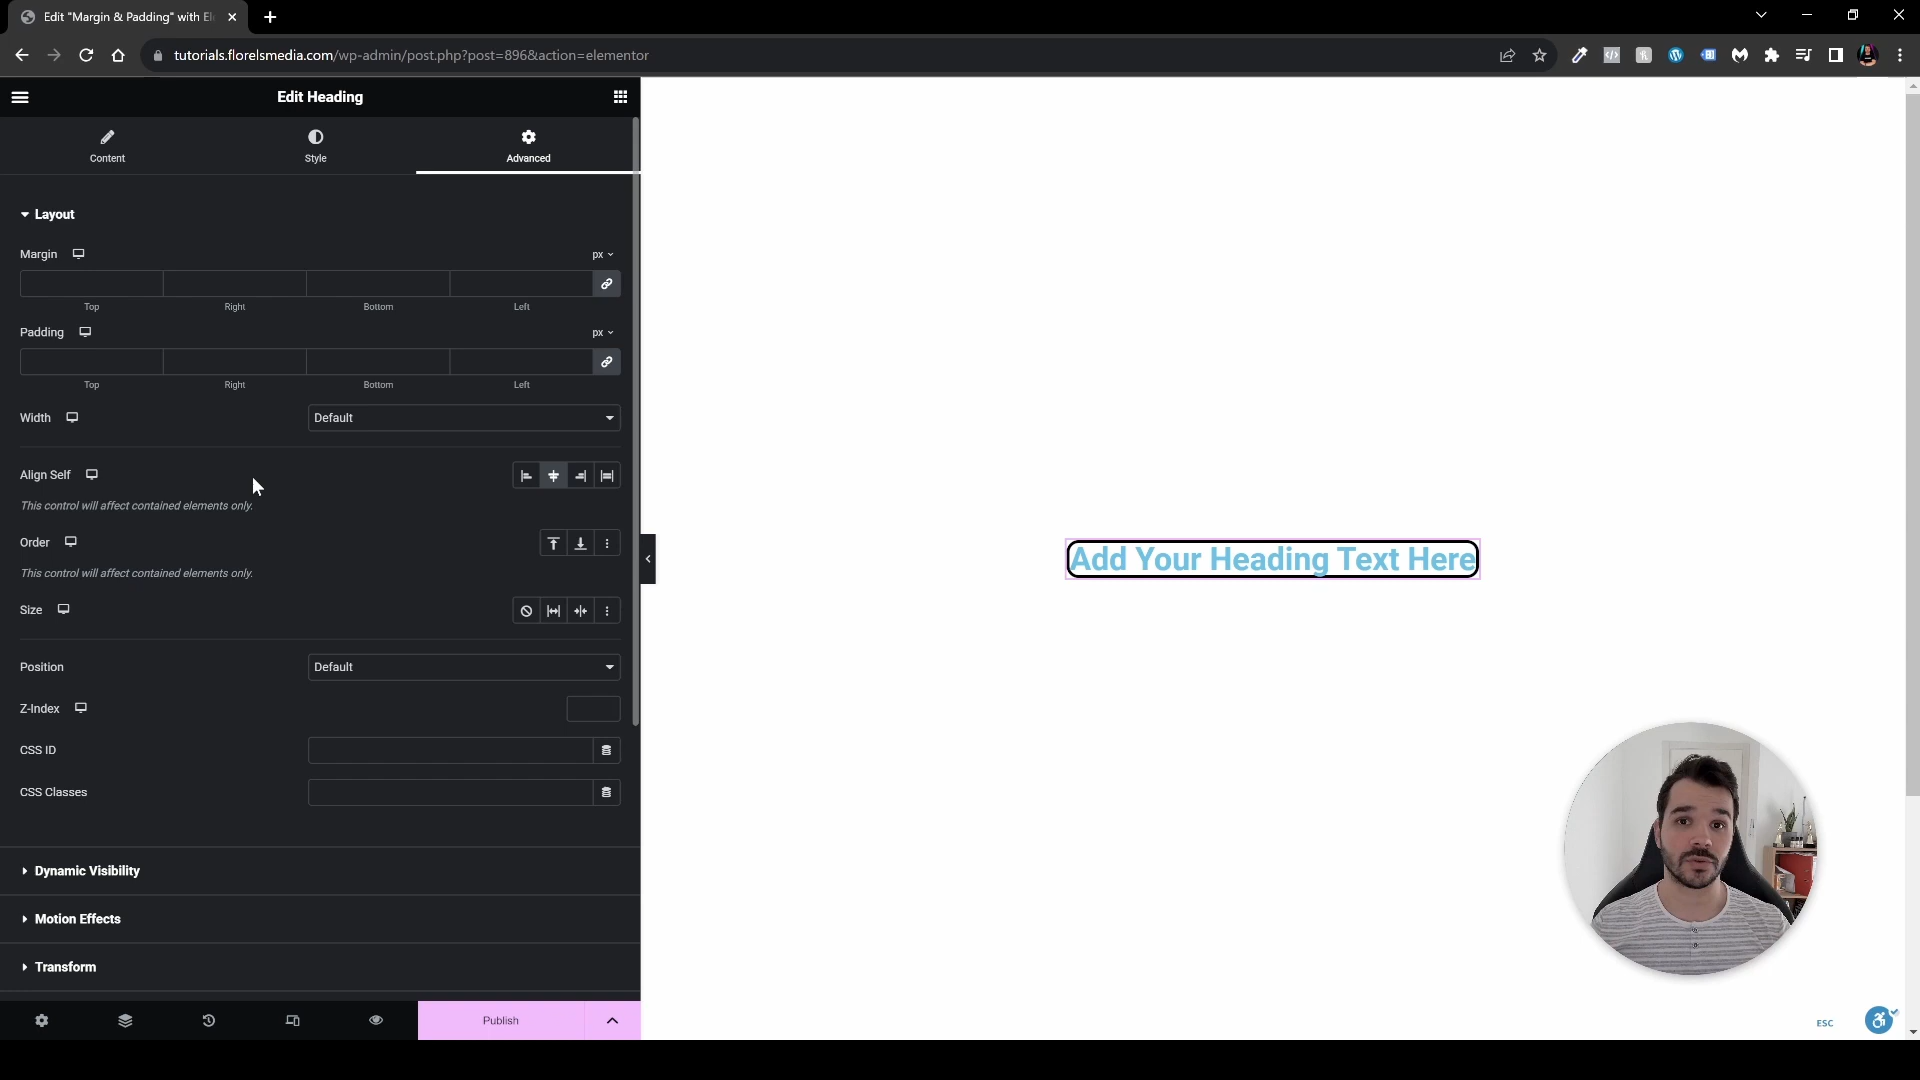 Edit "Margin & Padding" with El
tutorials.florelsmedia.com/wp-admin/post.php?post=896&action=elementor
Edit Heading
Content
Style
Advanced
Layout
Margin
px
Top
Right
Bottom
Left
Padding
px
Top
Right
Bottom
Left
Width
Default
Align Self
This control will affect contained elements only.
Order
This control will affect contained elements only.
Size
Position
Default
Z-Index
CSS ID
CSS Classes
Dynamic Visibility
Motion Effects
Transform
Publish
Add Your Heading Text Here
ESC